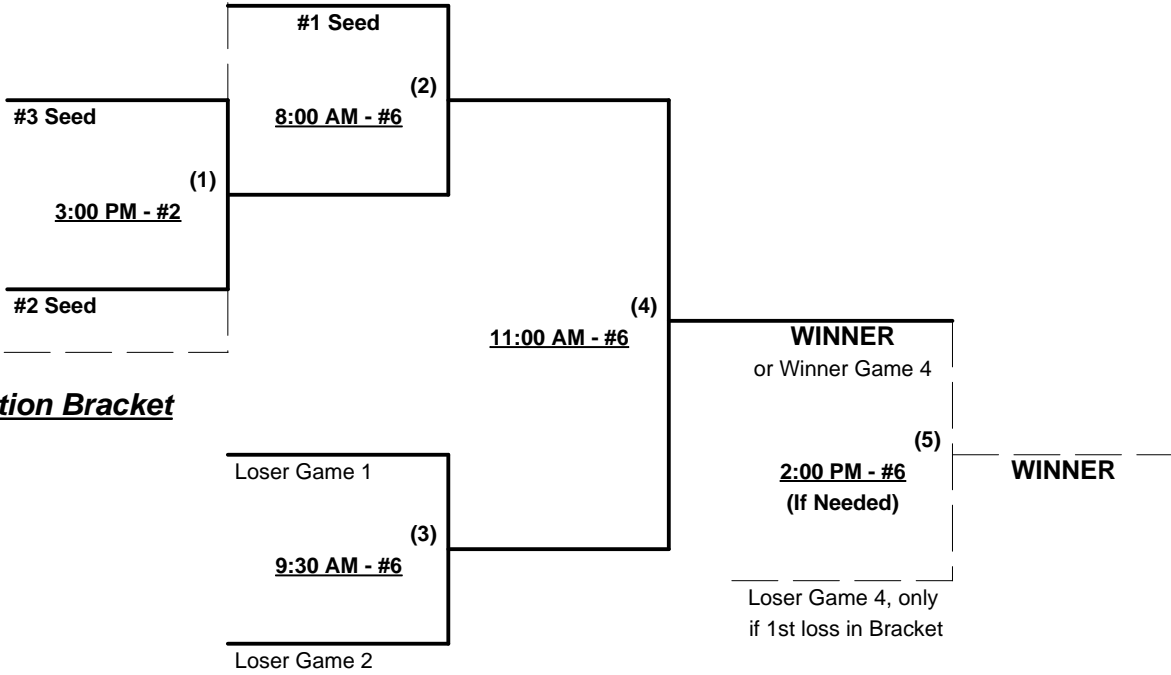 #1 Seed
(2)
8:00 AM - #6
#3 Seed
(1)
3:00 PM - #2
#2 Seed
(4)
11:00 AM - #6
WINNER
or Winner Game 4
tion Bracket
(5)
2:00 PM - #6
(If Needed)
WINNER
Loser Game 1
(3)
9:30 AM - #6
Loser Game 4, only
if 1st loss in Bracket
Loser Game 2